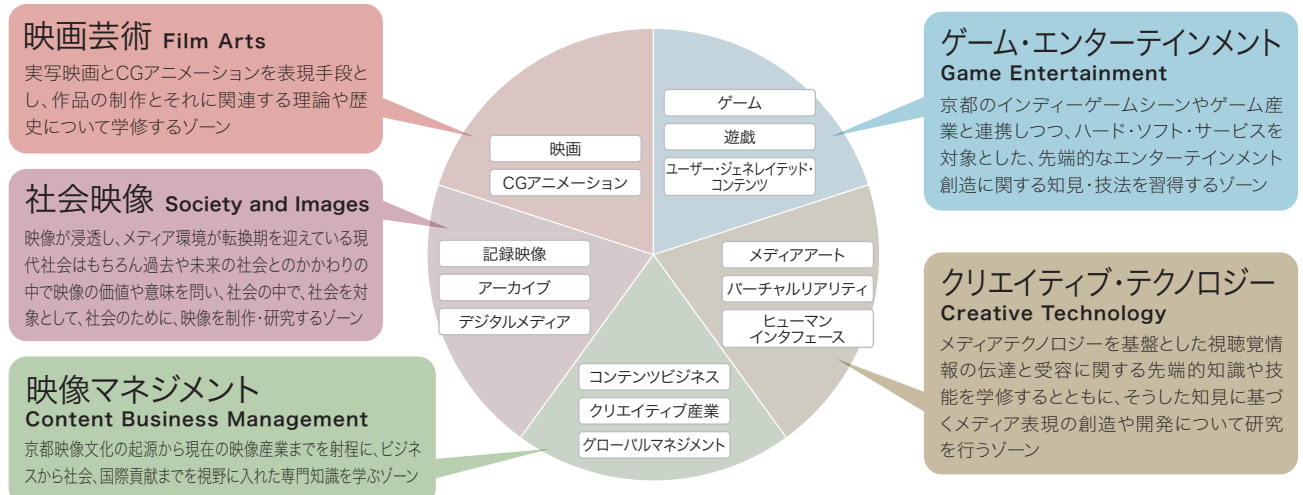 映画芸術 Film Arts
実写映画とCGアニメーションを表現手段と
し、作品の制作とそれに関連する理論や歴
史について学修するゾーン
社会映像 Society and Images
映像が浸透し、メディア環境が転換期を迎えている現
代社会はもちろん過去や未来の社会とのかかわりの
中で映像の価値や意味を問い、社会の中で、社会を対
象として、社会のために、映像を制作・研究するゾーン
映像マネジメント
Content Business Management
京都映像文化の起源から現在の映像産業までを射程に、ビジネ
スから社会、国際貢献までを視野に入れた専門知識を学ぶゾーン
映画
CGアニメーション
ゲーム
遊戯
ユーザー・ジェネレイテッド・
コンテンツ
記録映像
アーカイブ
デジタルメディア
メディアアート
バーチャルリアリティ
ヒューマン
インタフェース
コンテンツビジネス
クリエイティブ産業
グローバルマネジメント
ゲーム・エンターテインメント
Game Entertainment
京都のインディーゲームシーンやゲーム産
業と連携しつつ、ハード・ソフト・サービスを
対象とした、先端的なエンターテインメント
創造に関する知見・技法を習得するゾーン
クリエイティブ・テクノロジー
Creative Technology
メディアテクノロジーを基盤とした視聴覚情
報の伝達と受容に関する先端的知識や技
能を学修するとともに、そうした知見に基づ
くメディア表現の創造や開発について研究
を行うゾーン